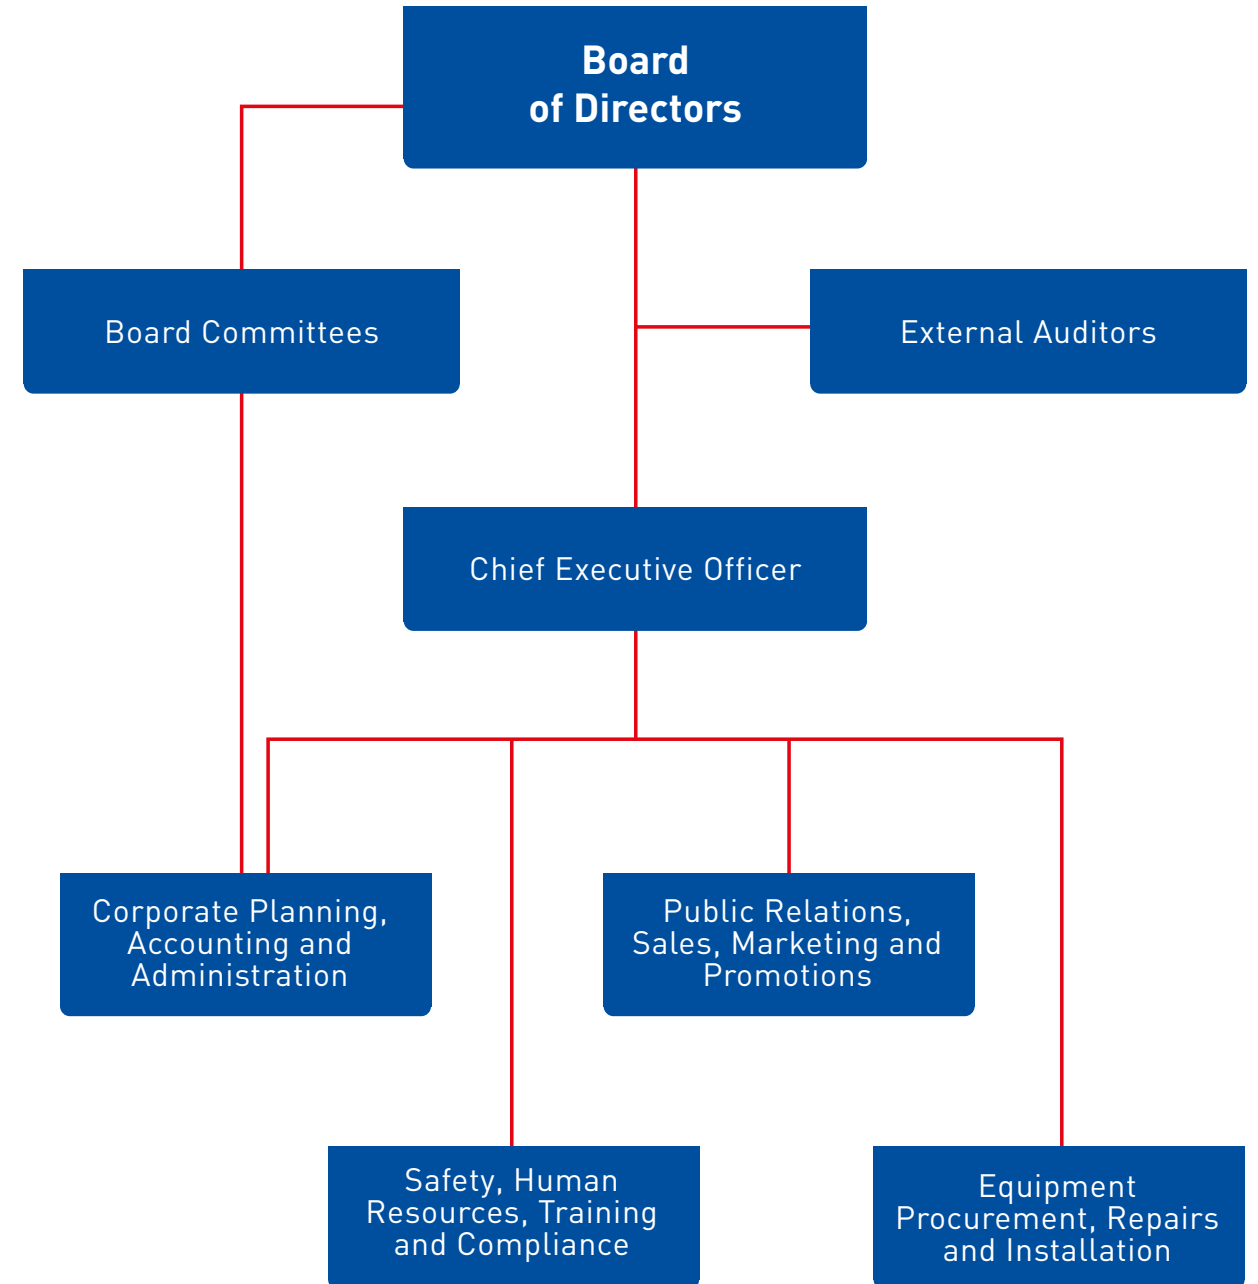 Board
of Directors
Board Committees
External Auditors
Chief Executive Officer
Corporate Planning,
Accounting and
Administration
Public Relations,
Sales, Marketing and
Promotions
Safety, Human
Resources, Training
and Compliance
Equipment
Procurement, Repairs
and Installation